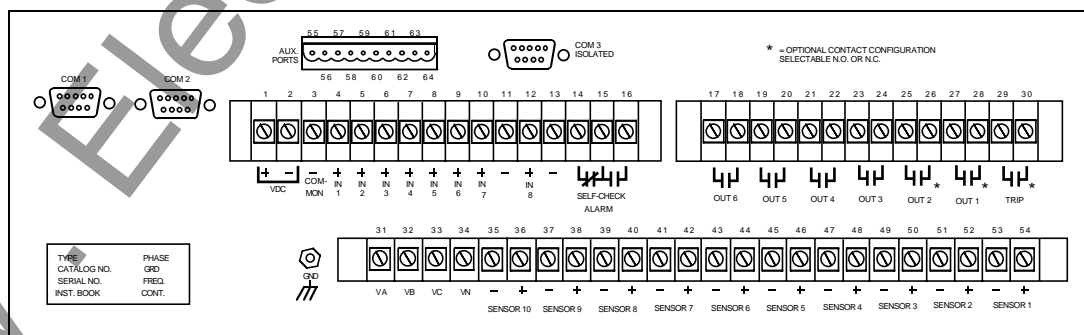 55 57 59 61 63
AUX.
PORTS
56 58 60 62 64
COM 3
ISOLATED
* = OPTIONAL CONTACT CONFIGURATION
SELECTABLE N.O. OR N.C.
COM 1
COM 2
1 2 3 4 5 6 7 8 9 10 11 12 13 14 15 16
+ − − + + + + + + + − + −
VDC
COM-
MON
IN
1
IN
2
IN
3
IN
4
IN
5
IN
6
IN
7
IN
8
SELF-CHECK
ALARM
17 18 19 20 21 22 23 24 25 26 27 28 29 30
* * *
OUT 6 OUT 5 OUT 4 OUT 3 OUT 2 OUT 1 TRIP
31 32 33 34 35 36 37 38 39 40 41 42 43 44 45 46 47 48 49 50 51 52 53 54
GND
VA VB VC VN
− + − + − + − + − + − + − + − + − + − +
SENSOR 10 SENSOR 9 SENSOR 8 SENSOR 7 SENSOR 6 SENSOR 5 SENSOR 4 SENSOR 3 SENSOR 2 SENSOR 1
TYPE PHASE
CATALOG NO. GRD
SERIAL NO. FREQ.
INST. BOOK CONT.
. Elec